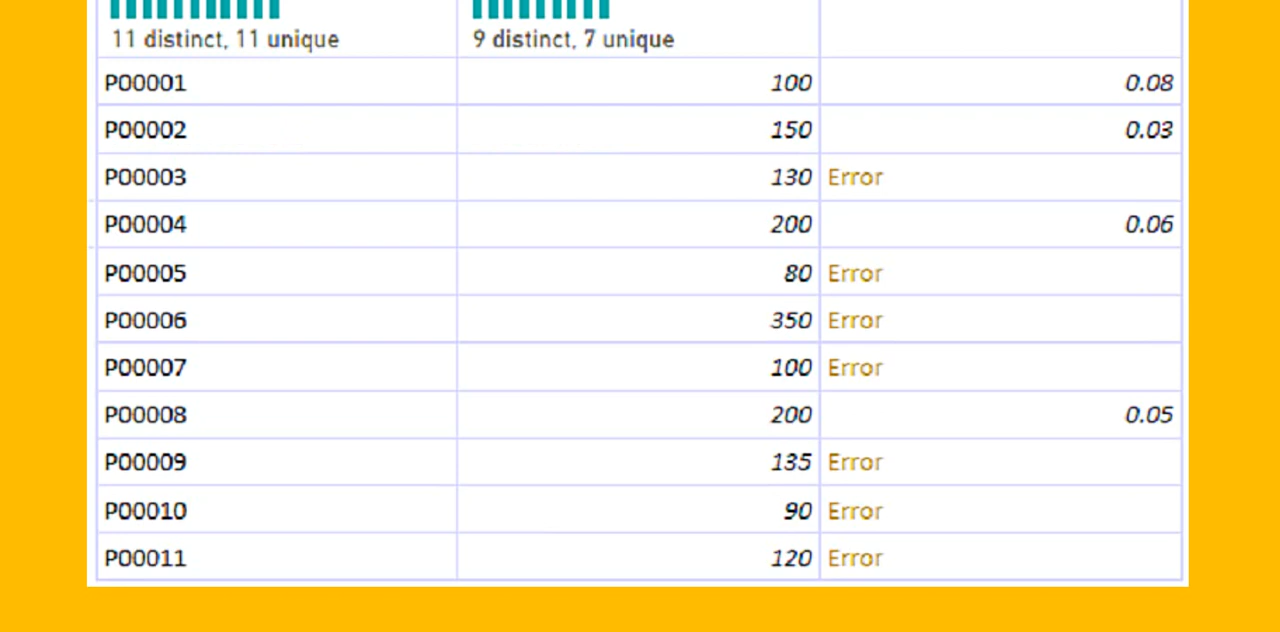 11 distinct, 11 unique 9 distinct, 7 unique
P00001 100 0.08
P00002 150 0.03
P00003 130 Error
P00004 200 0.06
P00005 80 Error
P00006 350 Error
P00007 100 Error
P00008 200 0.05
P00009 135 Error
P00010 90 Error
P00011 120 Error